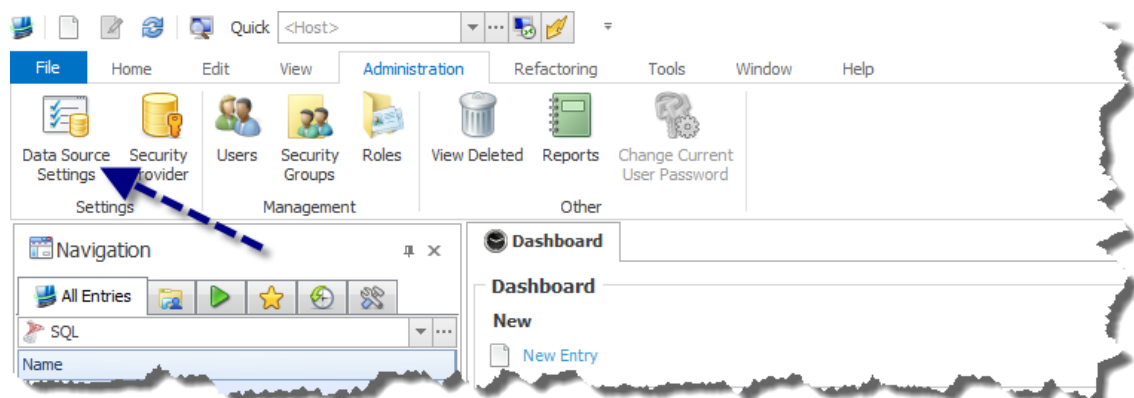 Quick <Host>
File Home Edit View Administration Refactoring Tools Window Help
Data Source Settings
Security Provider
Users
Security Groups
Roles
View Deleted
Reports
Change Current User Password
Settings Management Other
Navigation
Dashboard
All Entries
Dashboard
SQL
New
Name
New Entry